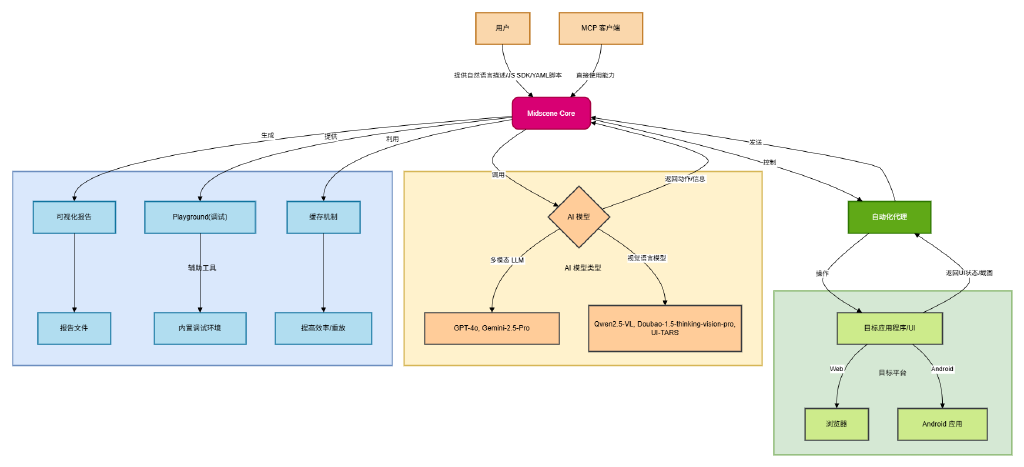 用户
MCP 客户端
提供自然语言描述/JS SDK/YAML脚本
直接使用能力
Midscene Core
生成
提供
利用
发送
控制
调用
返回动作/信息
可视化报告
Playground(调试)
缓存机制
AI 模型
自动化代理
辅助工具
多模态 LLM
AI 模型类型
视觉语言模型
操作
返回UI状态/截图
报告文件
内置调试环境
提高效率/重放
GPT-4o, Gemini-2.5-Pro
Qwen2.5-VL, Doubao-1.5-thinking-vision-pro,
UI-TARS
目标应用程序/UI
Web
目标平台
Android
浏览器
Android 应用